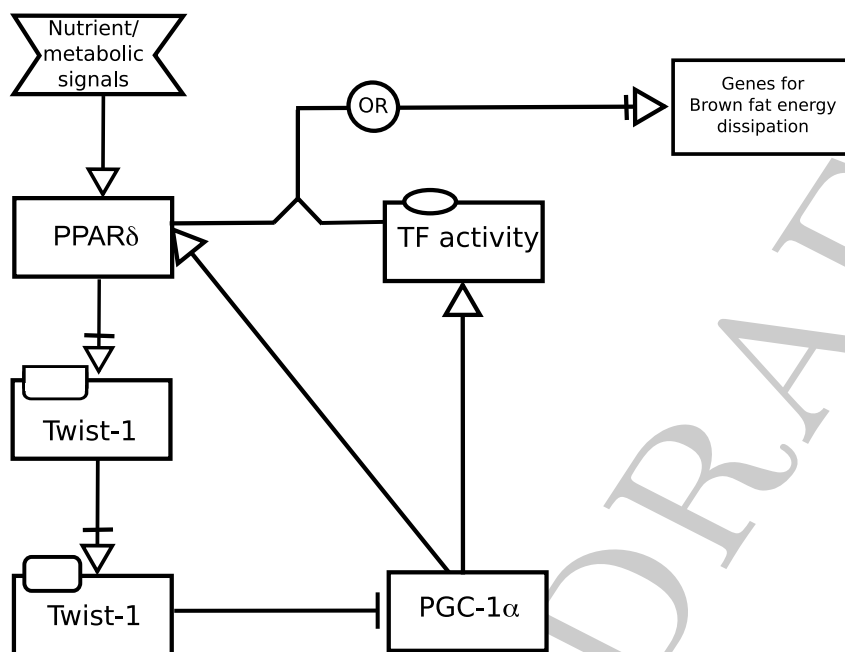 Nutrient/
metabolic
signals
OR
Genes for
Brown fat energy
dissipation
PPARδ
TF activity
Twist-1
Twist-1
PGC-1α
DRA